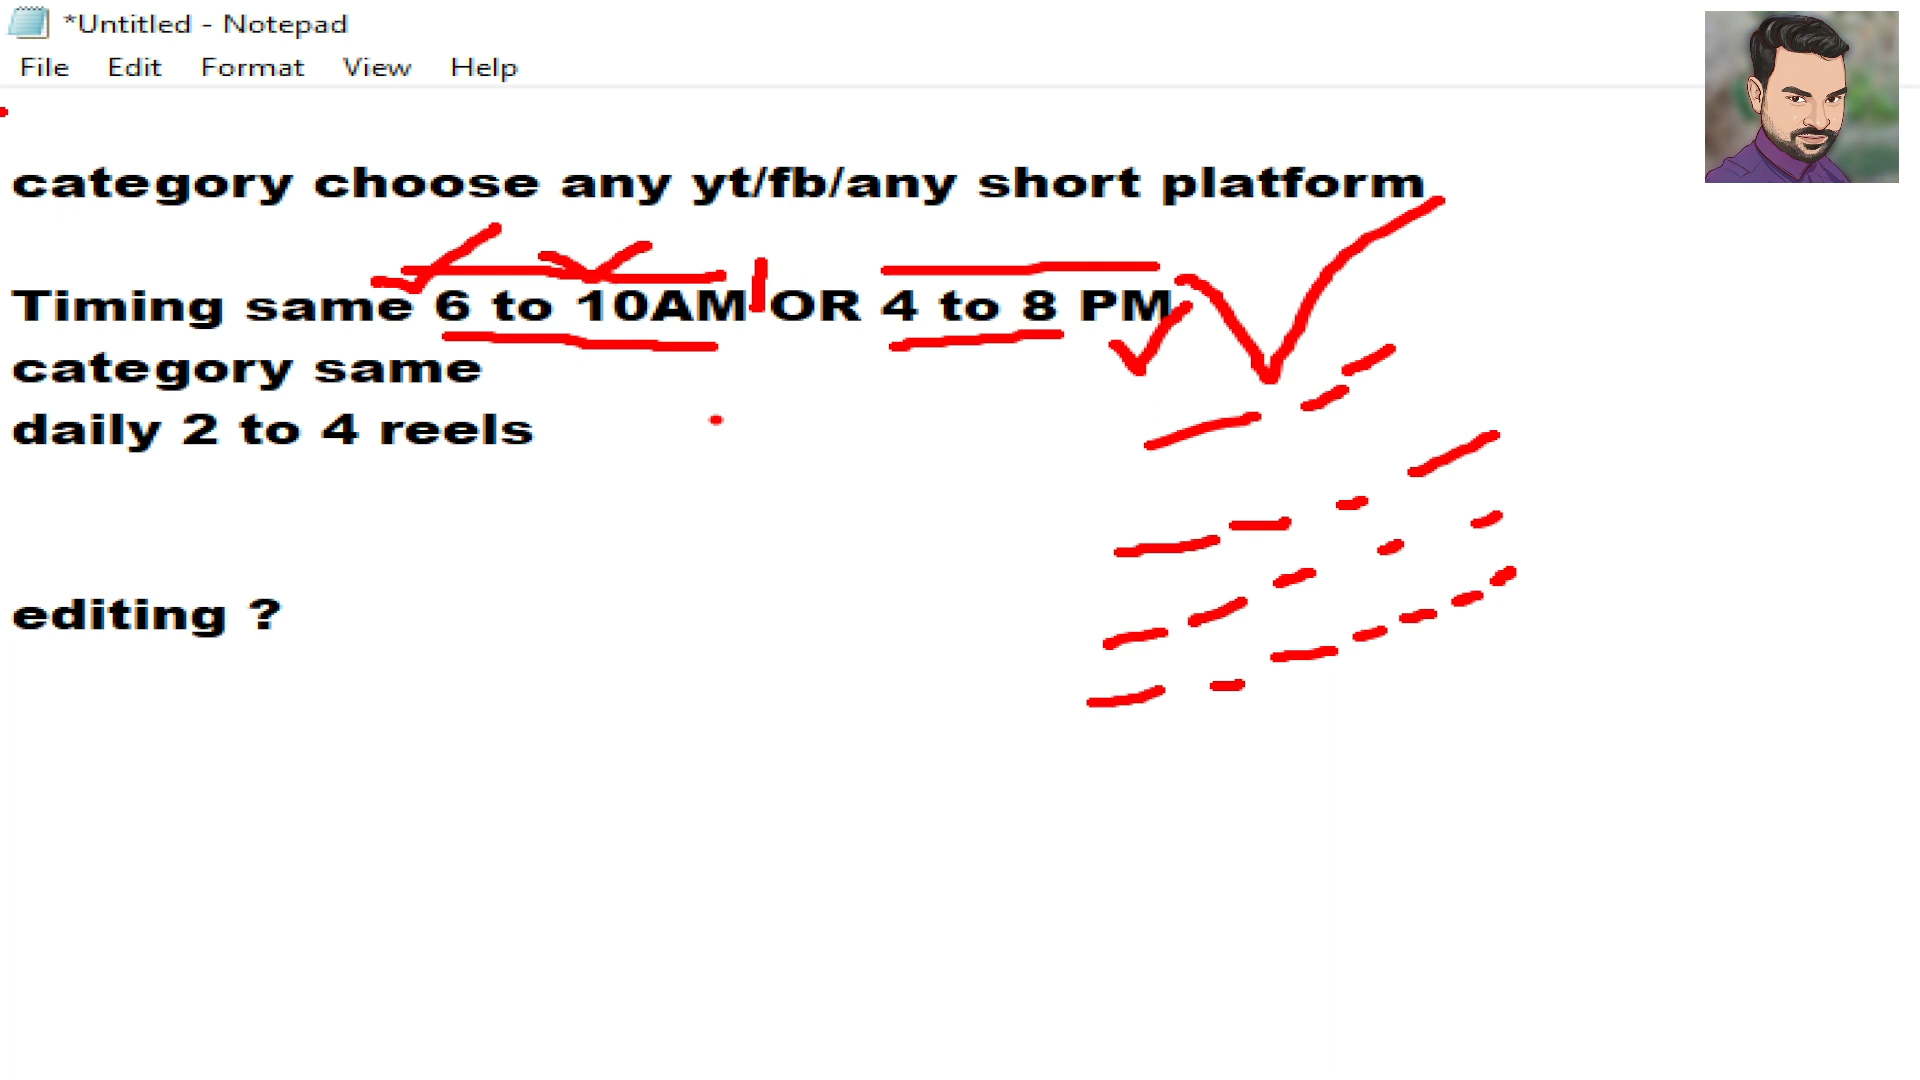 *Untitled - Notepad
File Edit Format View Help
category choose any yt/fb/any short platform
Timing same 6 to 10AM OR 4 to 8 PM
category same
daily 2 to 4 reels
editing ?